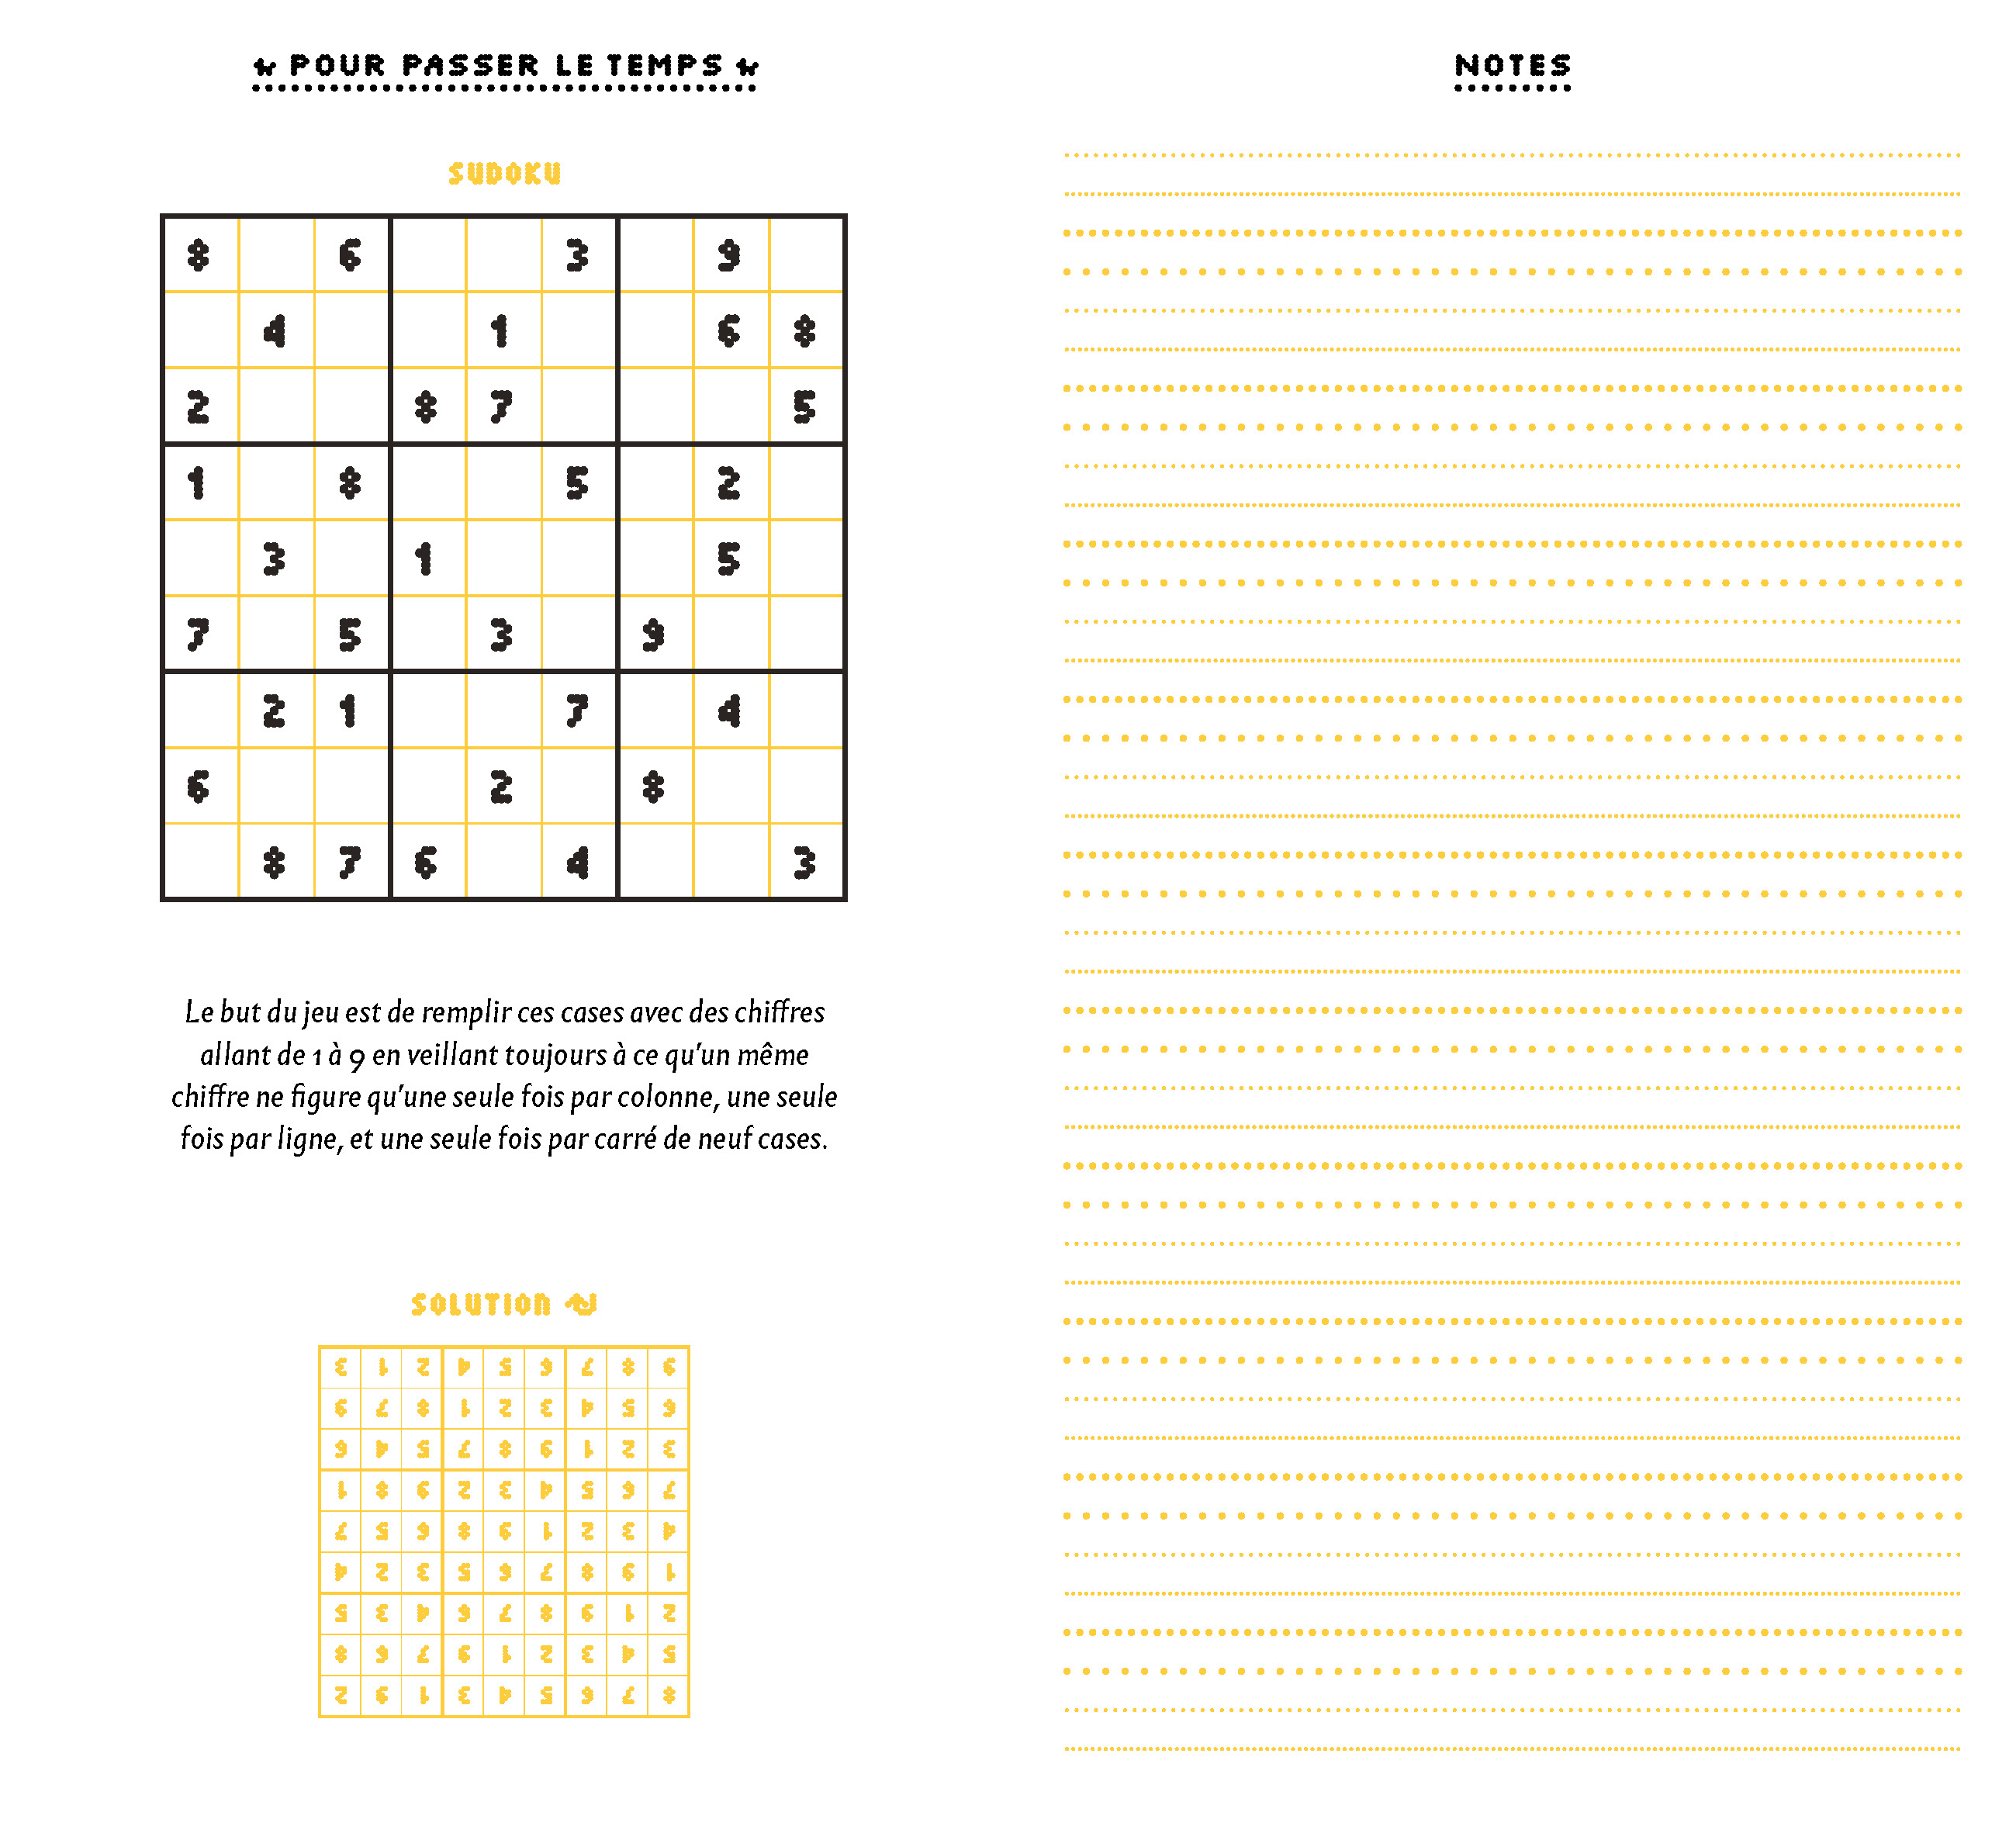 POUR PASSER LE TEMPS
SUDOKU
8 6 3 9
4 1 6 8
2 8 7 5
1 8 5 2
3 1 5
7 5 3 9
2 1 7 4
6 2 8
8 7 6 4 3
Le but du jeu est de remplir ces cases avec des chiffres
allant de 1 à 9 en veillant toujours à ce qu'un même
chiffre ne figure qu'une seule fois par colonne, une seule
fois par ligne, et une seule fois par carré de neuf cases.
SOLUTION
8 7 6 5 4 3 1 9 2
5 4 3 2 1 9 7 6 8
2 1 9 8 7 6 4 3 5
1 9 8 7 6 5 3 2 4
4 3 2 1 9 8 6 5 7
7 6 5 4 3 2 9 8 1
3 2 1 9 8 7 5 4 6
6 5 4 3 2 1 8 7 9
9 8 7 6 5 4 2 1 3
NOTES